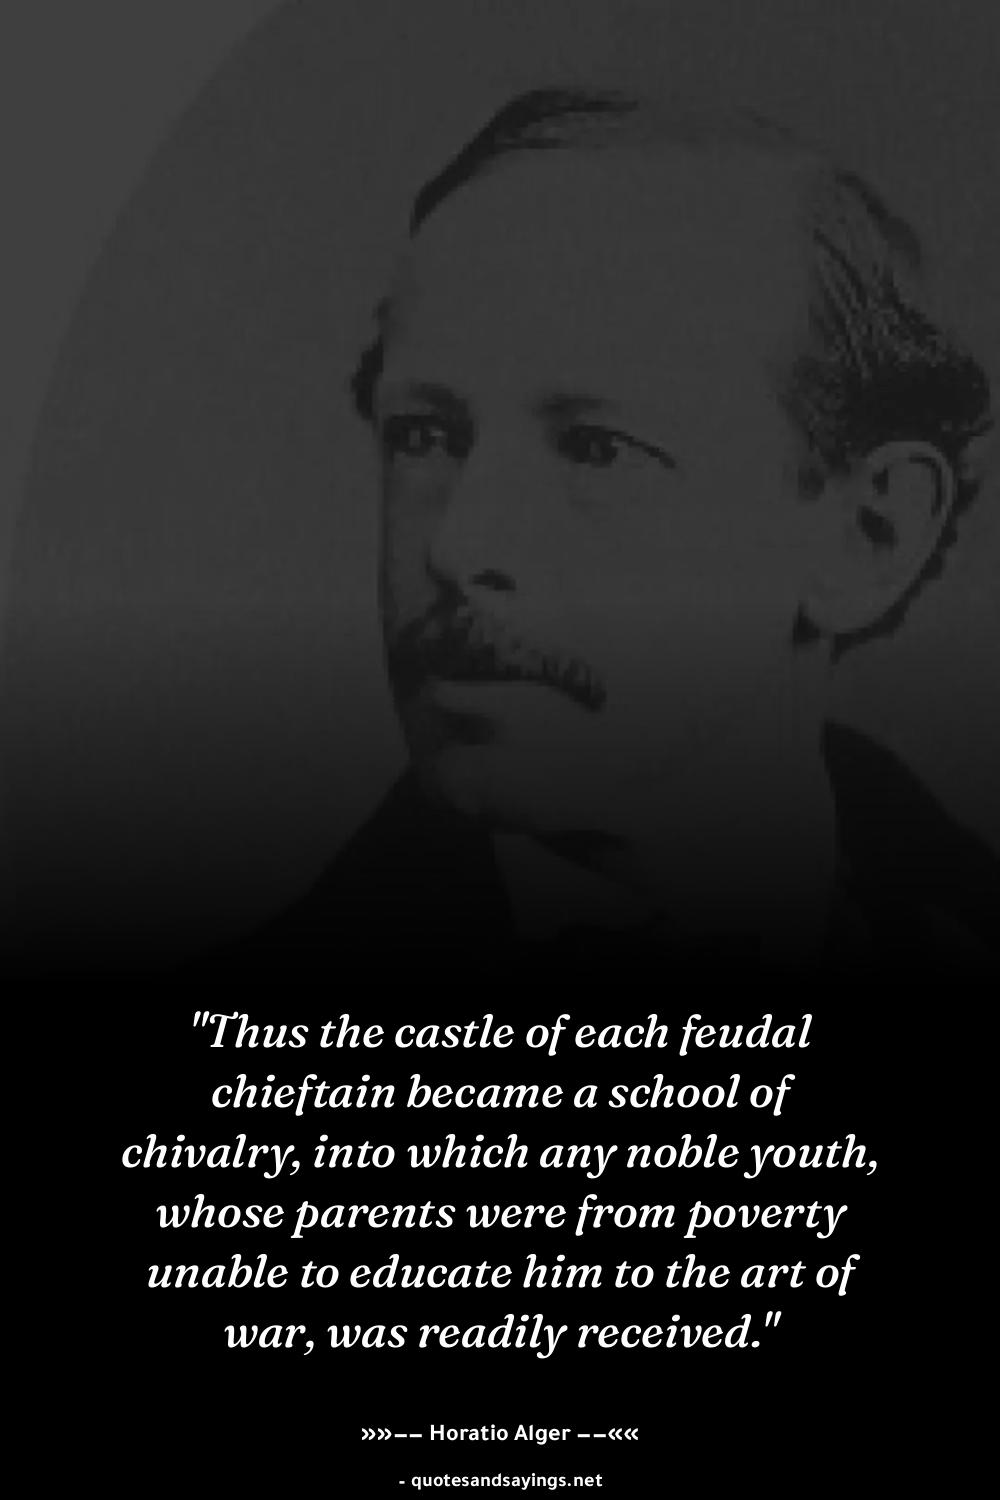 "Thus the castle of each feudal
chieftain became a school of
chivalry, into which any noble youth,
whose parents were from poverty
unable to educate him to the art of
war, was readily received."
»»−− Horatio Alger −−««
- quotesandsayings.net